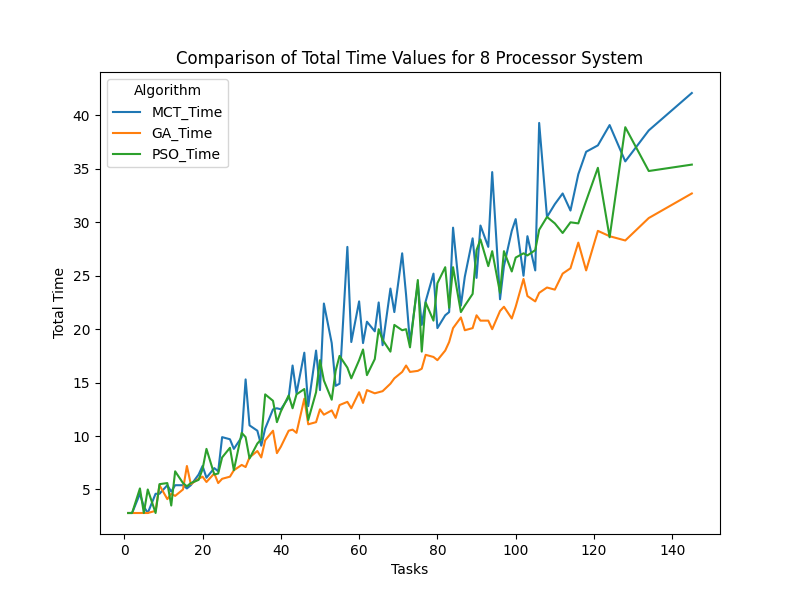 Comparison of Total Time Values for 8 Processor System
Algorithm
MCT_Time
GA_Time
PSO_Time
Total Time
40
35
30
25
20
15
10
5
0 20 40 60 80 100 120 140
Tasks